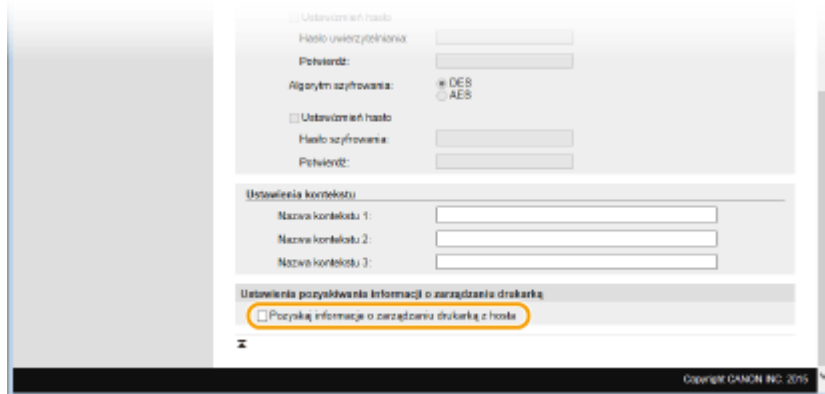 Ustaw/zmień hasło
Hasło uwierzytelniania:
Potwierdź:
Algorytm szyfrowania:
DES
AES
Ustaw/zmień hasło
Hasło szyfrowania:
Potwierdź:
Ustawienia kontekstu
Nazwa kontekstu 1:
Nazwa kontekstu 2:
Nazwa kontekstu 3:
Ustawienia pozyskiwania informacji o zarządzaniu drukarką
Pozyskaj informacje o zarządzaniu drukarką z hosta
Copyright CANON INC. 2015